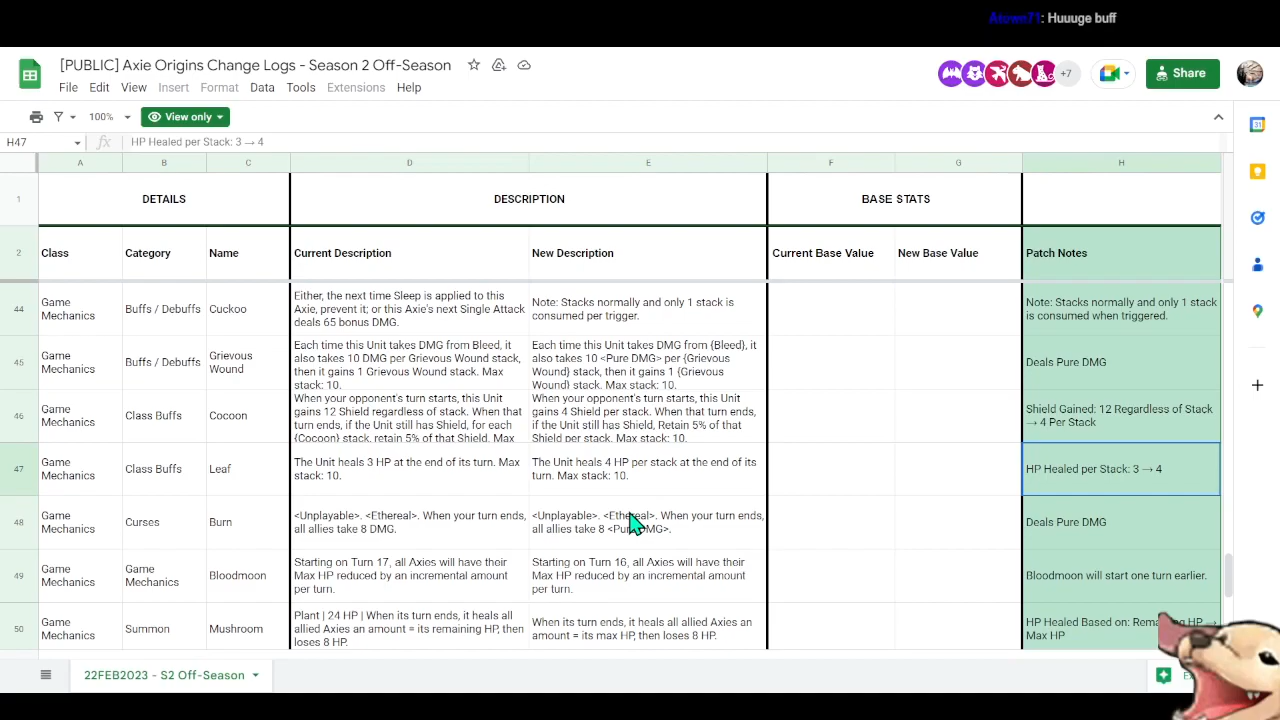 Atown71: Huuuge buff
[PUBLIC] Axie Origins Change Logs - Season 2 Off-Season
+7
Share
File Edit View Insert Format Data Tools Extensions Help
100% View only
H47 fx HP Healed per Stack: 3 → 4
A B C D E F G H
1 DETAILS DESCRIPTION BASE STATS
2 Class Category Name Current Description New Description Current Base Value New Base Value Patch Notes
44
Game
Mechanics
Buffs / Debuffs
Cuckoo
Either, the next time Sleep is applied to this
Axie, prevent it; or this Axie's next Single Attack
deals 65 bonus DMG.
Note: Stacks normally and only 1 stack is
consumed per trigger.
Note: Stacks normally and only 1 stack
is consumed when triggered.
45
Game
Mechanics
Buffs / Debuffs
Grievous
Wound
Each time this Unit takes DMG from Bleed, it
also takes 10 DMG per Grievous Wound stack,
then it gains 1 Grievous Wound stack. Max
stack: 10.
Each time this Unit takes DMG from {Bleed}, it
also takes 10 <Pure DMG> per {Grievous
Wound} stack, then it gains 1 {Grievous
Wound} stack. Max stack: 10.
Deals Pure DMG
46
Game
Mechanics
Class Buffs
Cocoon
When your opponent's turn starts, this Unit
gains 12 Shield regardless of stack. When that
turn ends, if the Unit still has Shield, for each
{Cocoon} stack, retain 5% of that Shield. Max
When your opponent's turn starts, this Unit
gains 4 Shield per stack. When that turn ends,
if the Unit still has Shield, Retain 5% of that
Shield per stack. Max stack: 10.
Shield Gained: 12 Regardless of Stack
→ 4 Per Stack
47
Game
Mechanics
Class Buffs
Leaf
The Unit heals 3 HP at the end of its turn. Max
stack: 10.
The Unit heals 4 HP per stack at the end of its
turn. Max stack: 10.
HP Healed per Stack: 3 → 4
48
Game
Mechanics
Curses
Burn
<Unplayable>. <Ethereal>. When your turn ends,
all allies take 8 DMG.
<Unplayable>. <Ethereal>. When your turn ends,
all allies take 8 <Pure DMG>.
Deals Pure DMG
49
Game
Mechanics
Game
Mechanics
Bloodmoon
Starting on Turn 17, all Axies will have their
Max HP reduced by an incremental amount
per turn.
Starting on Turn 16, all Axies will have their
Max HP reduced by an incremental amount
per turn.
Bloodmoon will start one turn earlier.
50
Game
Mechanics
Summon
Mushroom
Plant | 24 HP | When its turn ends, it heals all
allied Axies an amount = its remaining HP, then
loses 8 HP.
When its turn ends, it heals all allied Axies an
amount = its max HP, then loses 8 HP.
HP Healed Based on: Remaining HP →
Max HP
22FEB2023 - S2 Off-Season
31